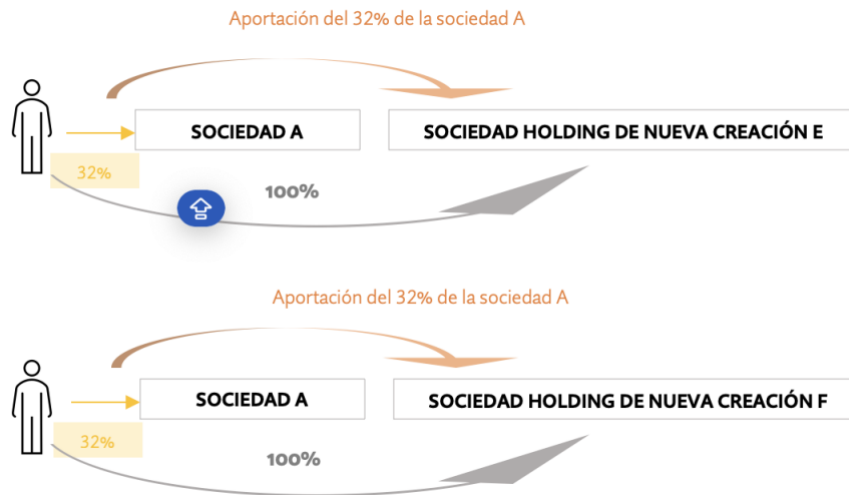 Aportación del 32% de la sociedad A
SOCIEDAD A
SOCIEDAD HOLDING DE NUEVA CREACIÓN E
32%
100%
Aportación del 32% de la sociedad A
SOCIEDAD A
SOCIEDAD HOLDING DE NUEVA CREACIÓN F
32%
100%